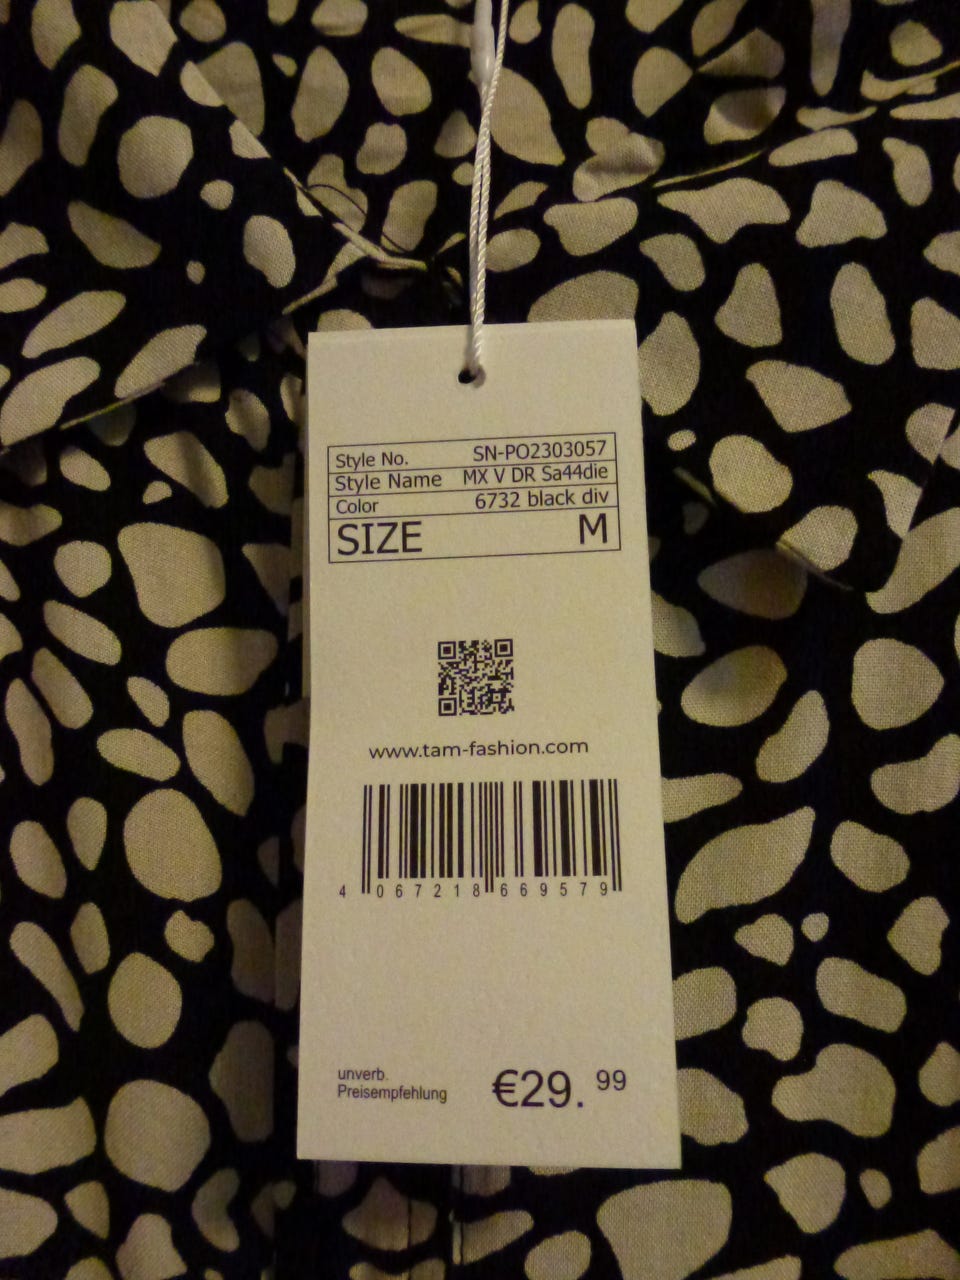 Style No. SN-PO2303057
Style Name MX V DR Sa44die
Color 6732 black div
SIZE M
www.tam-fashion.com
4 067218 669579
unverb.
Preisempfehlung €29.99